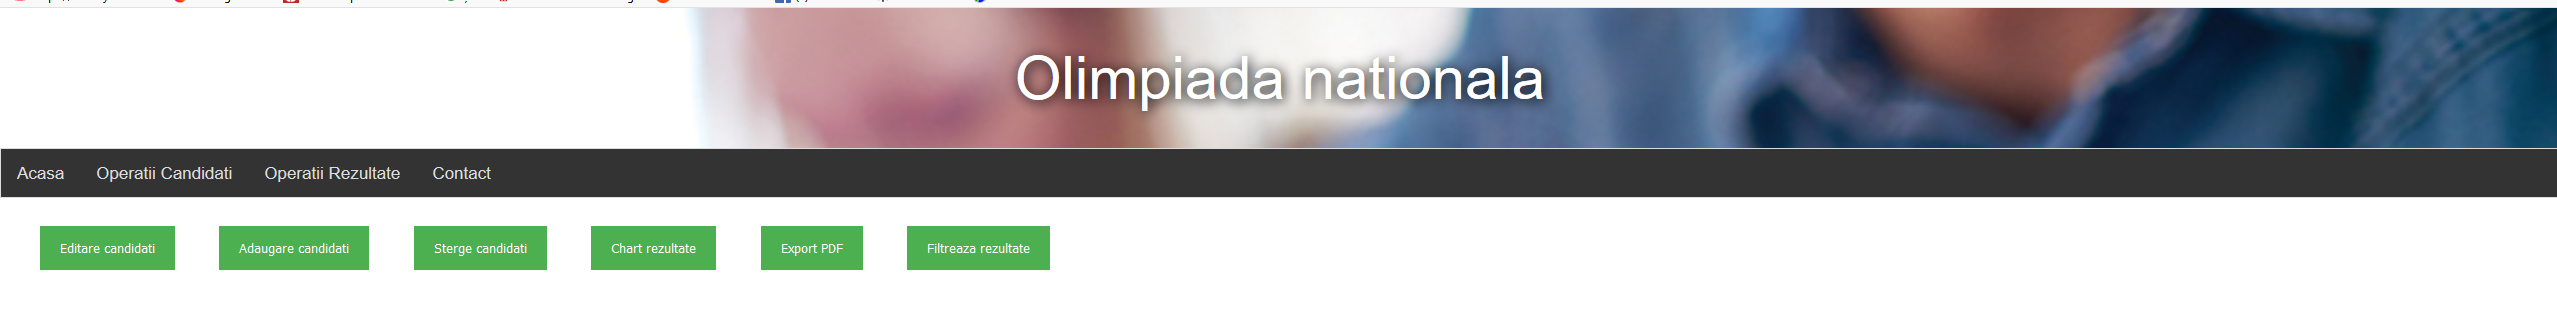 Olimpiada nationala
Acasa Operatii Candidati Operatii Rezultate Contact
Editare candidati Adaugare candidati Sterge candidati Chart rezultate Export PDF Filtreaza rezultate